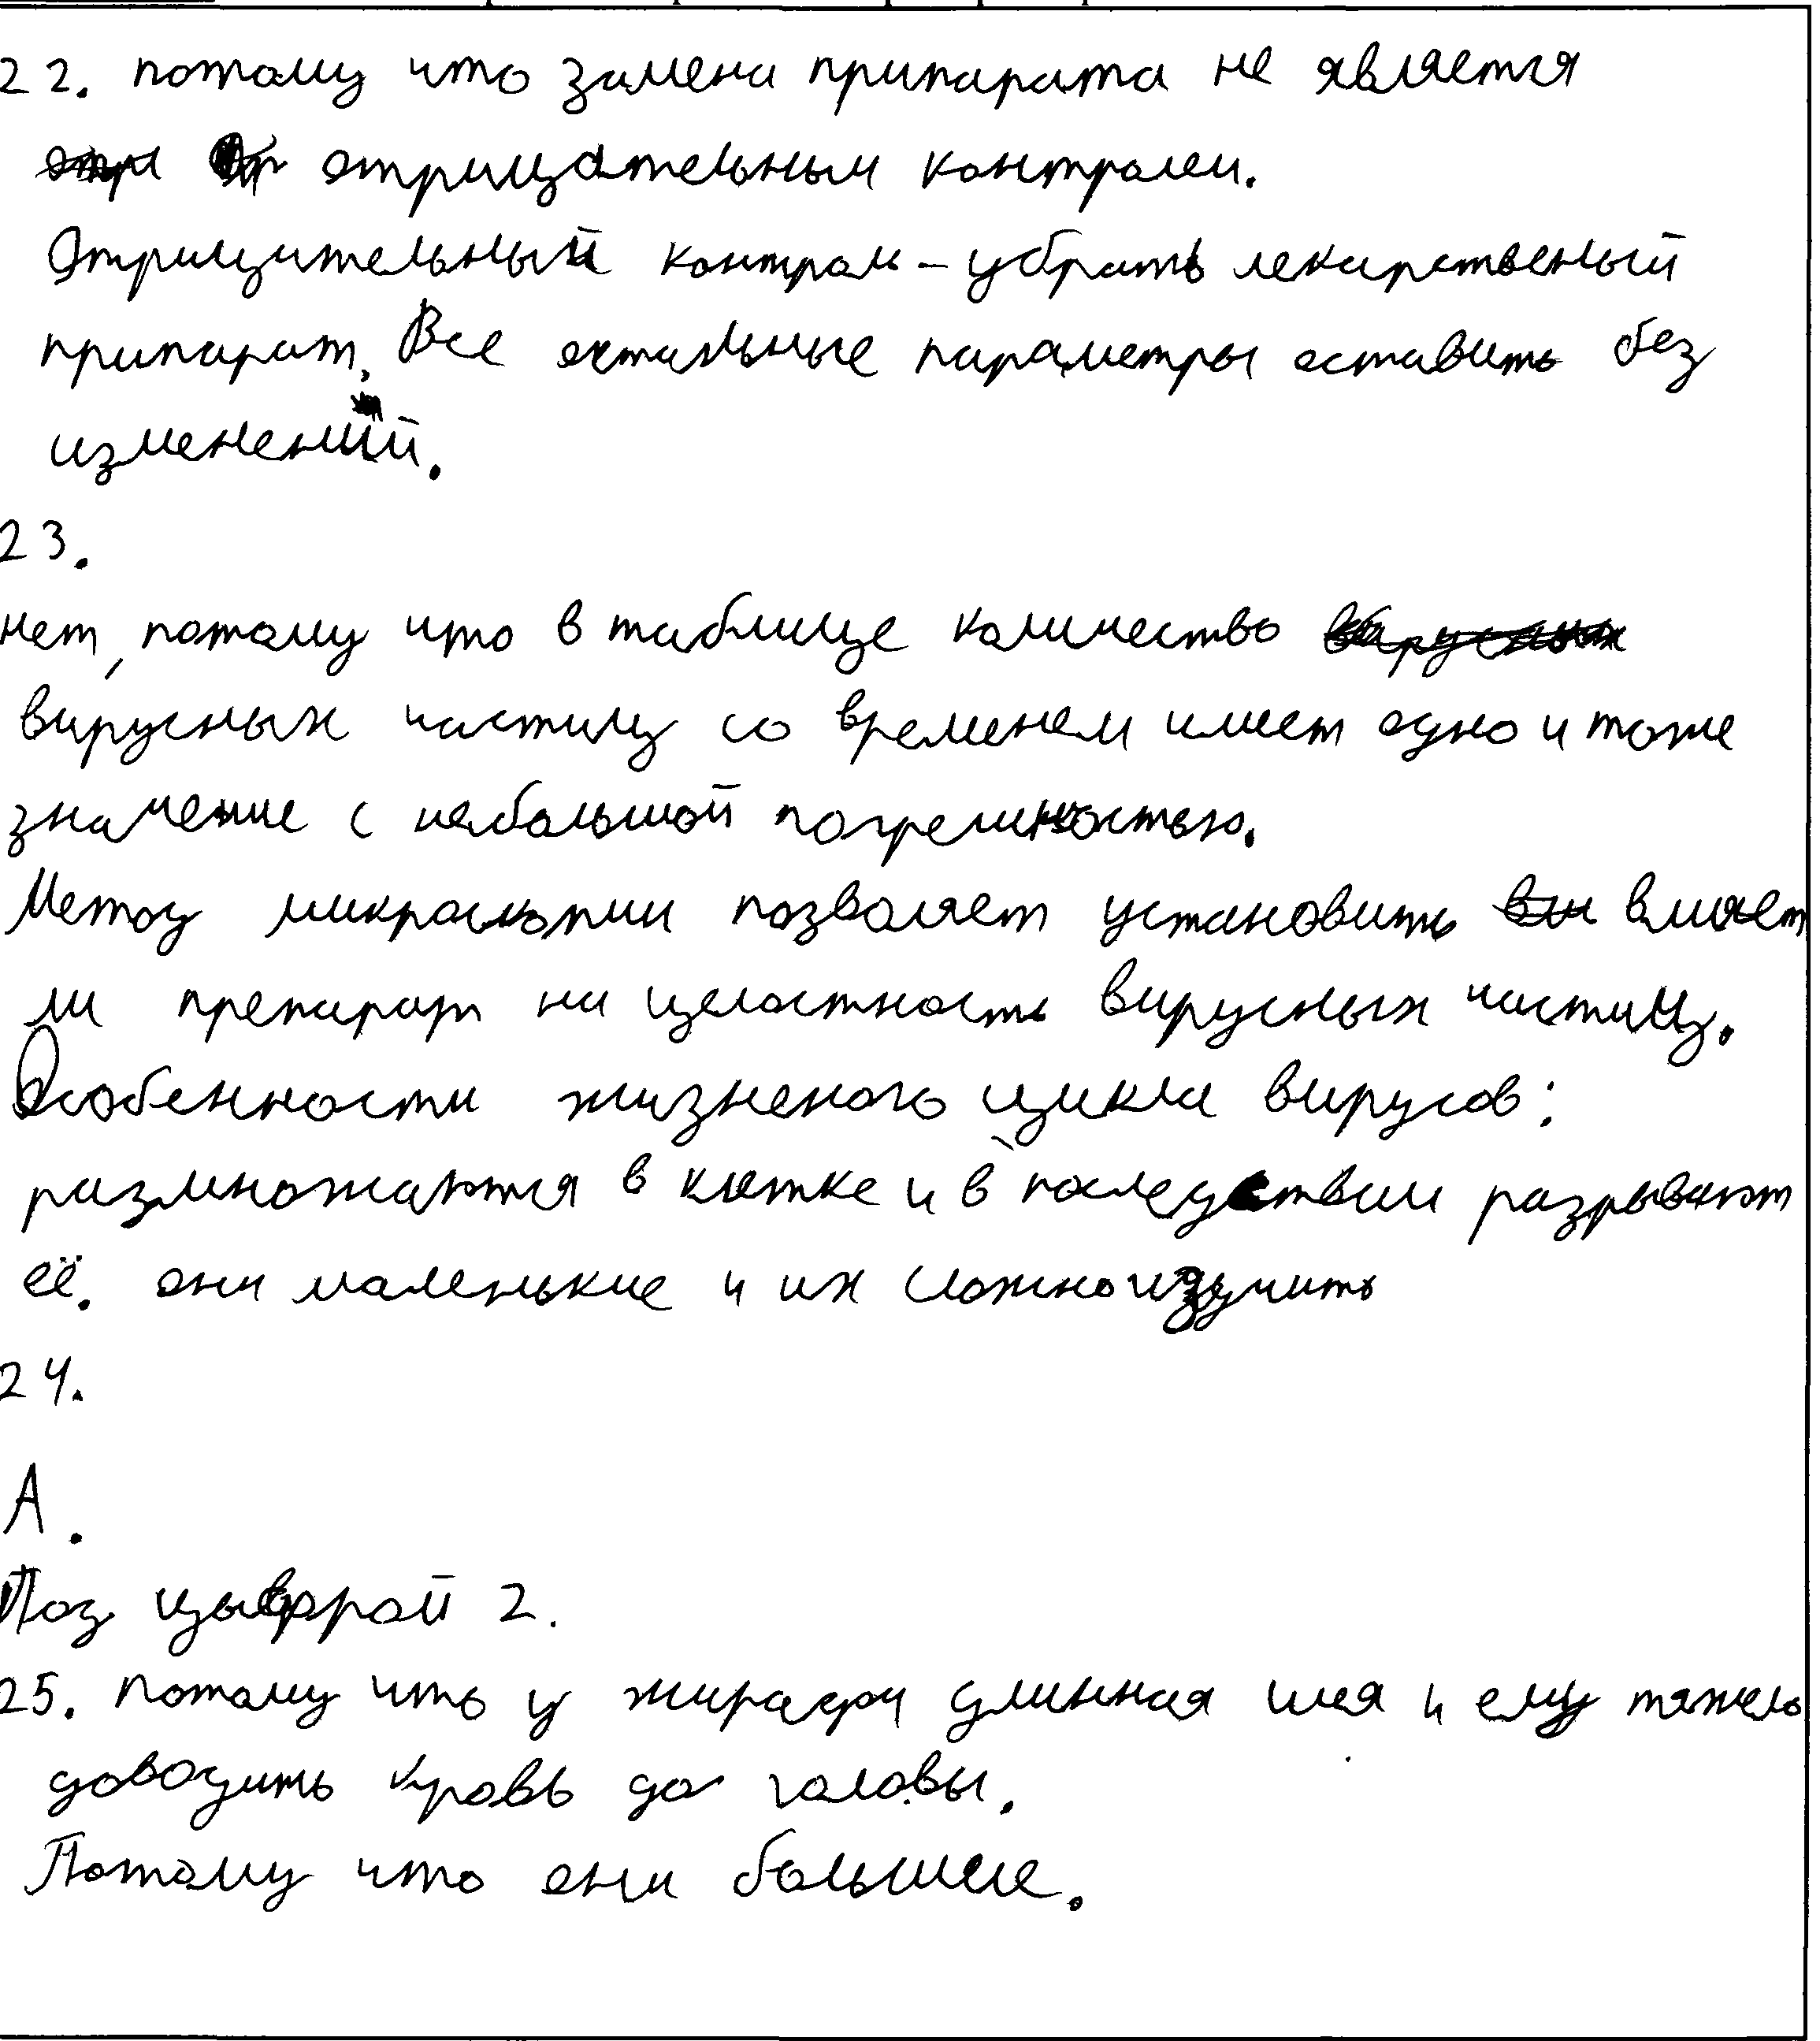 22. потому что замена припарата не является
отрицательным контролем.
Отрицительный контроль - убрать лекарственый
припарат, Все остальные параметры оставить без
изменений.
23.
нет, потому что в таблице количество
вирусных частиц со временем имеет одно и тоже
значение с небольшой погрешностью.
Метод микроскопии позволяет установить влияет
ли препарат на целостность вирусных частиц.
Особенности жизненого цикла вирусов:
размножаются в клетке и в последствии разрывают
её. они маленькие и их сложно изучить
24.
А.
Под цыфрой 2.
25. потому что у жирафа длинная шея и ему тяжело
доводить кровь до головы.
Потому что они большие.